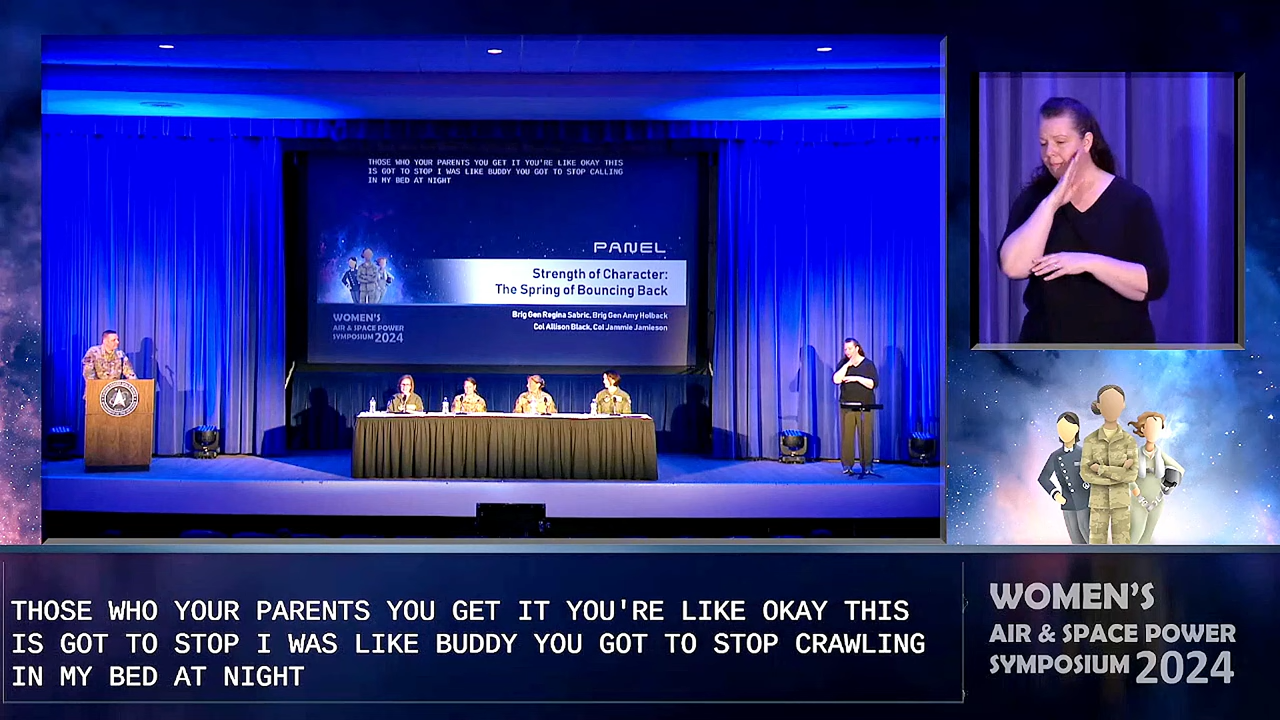 THOSE WHO YOUR PARENTS YOU GET IT YOU'RE LIKE OKAY THIS
IS GOT TO STOP I WAS LIKE BUDDY YOU GOT TO STOP CALLING
IN MY BED AT NIGHT
PANEL
Strength of Character:
The Spring of Bouncing Back
Brig Gen Regina Sabric, Brig Gen Amy Holback
Col Allison Black, Col Jammie Jamieson
WOMEN'S
AIR & SPACE POWER
SYMPOSIUM 2024
THOSE WHO YOUR PARENTS YOU GET IT YOU'RE LIKE OKAY THIS
IS GOT TO STOP I WAS LIKE BUDDY YOU GOT TO STOP CRAWLING
IN MY BED AT NIGHT
WOMEN'S
AIR & SPACE POWER
SYMPOSIUM 2024